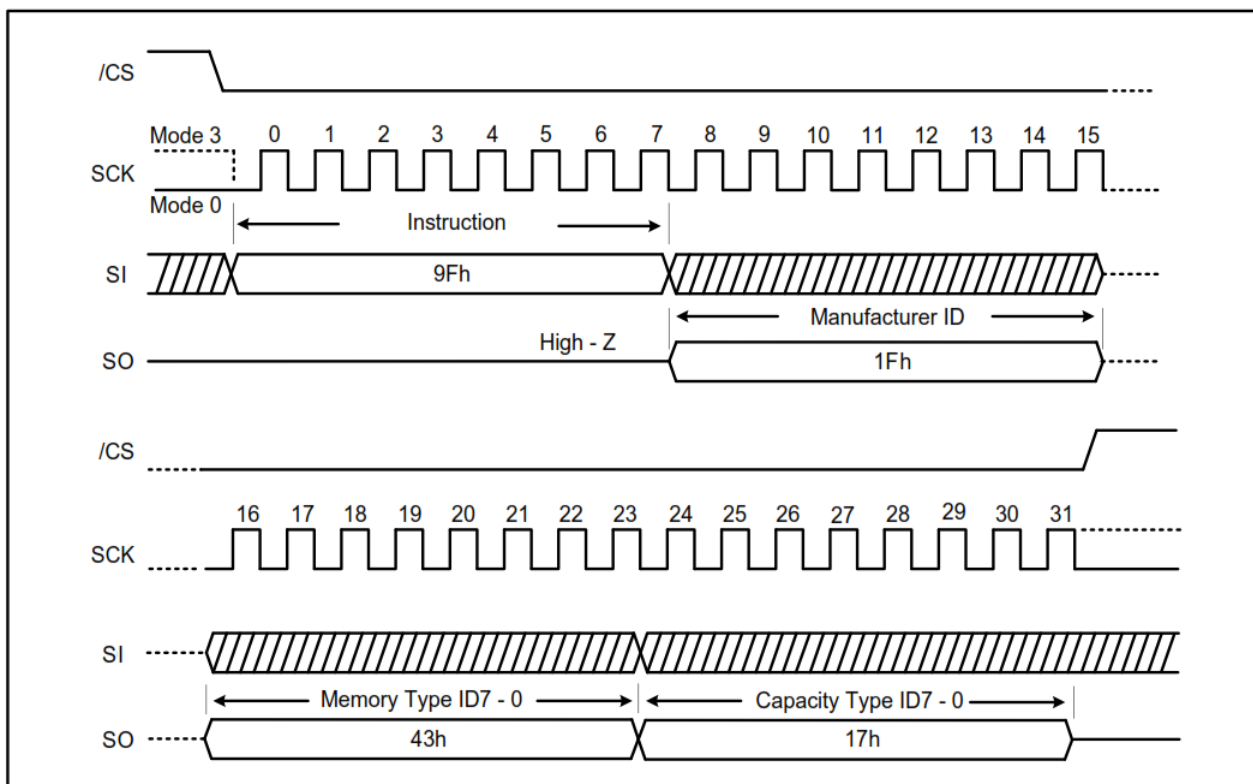 /CS
Mode 3 0 1 2 3 4 5 6 7 8 9 10 11 12 13 14 15
SCK
Mode 0
Instruction
SI 9Fh
Manufacturer ID
High - Z
SO 1Fh
/CS
16 17 18 19 20 21 22 23 24 25 26 27 28 29 30 31
SCK
SI
Memory Type ID7 - 0 Capacity Type ID7 - 0
SO 43h 17h